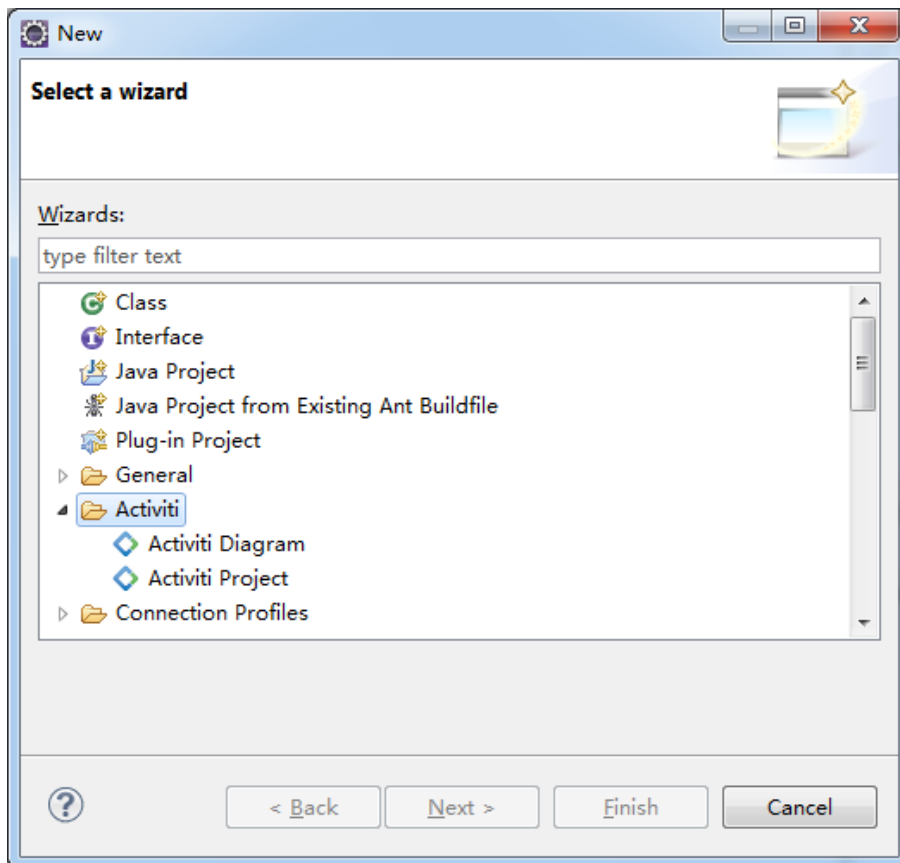 New
Select a wizard
Wizards:
type filter text
Class
Interface
Java Project
Java Project from Existing Ant Buildfile
Plug-in Project
General
Activiti
Activiti Diagram
Activiti Project
Connection Profiles
< Back Next > Finish Cancel